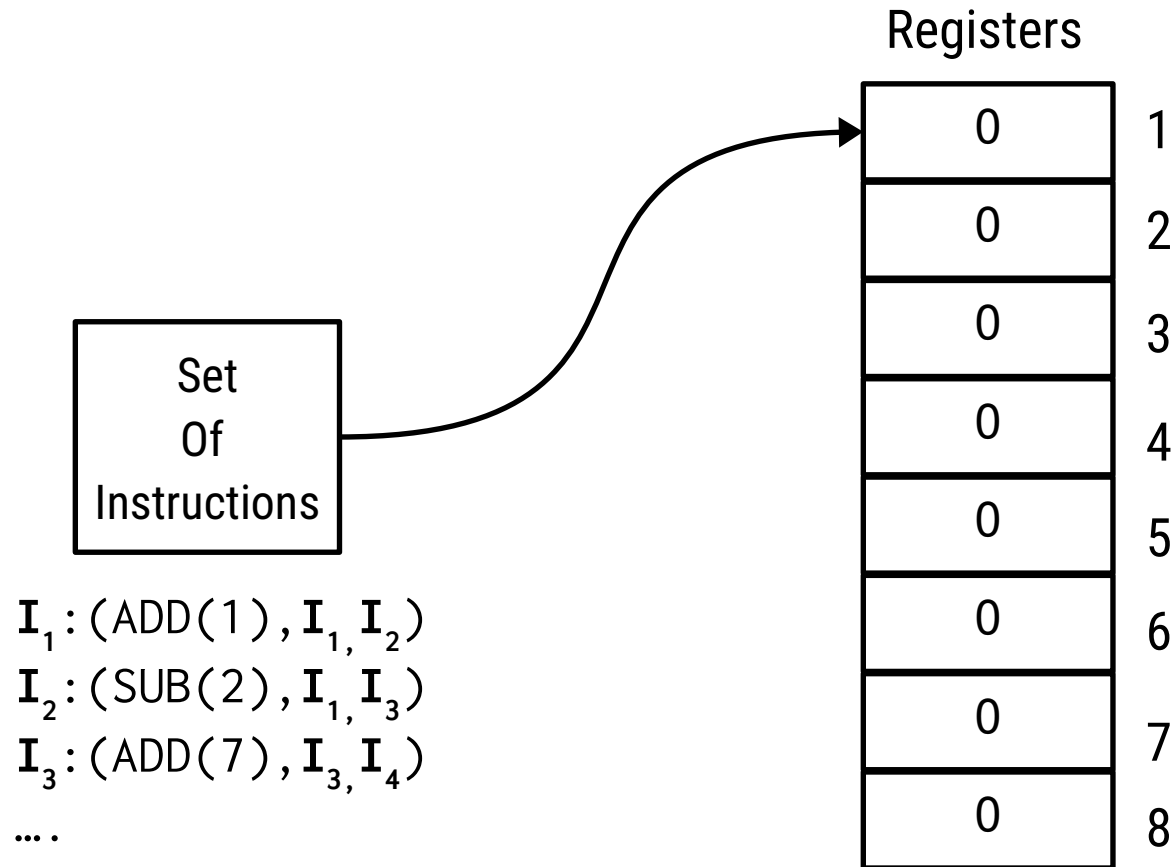 Registers
0 1
0 2
0 3
0 4
0 5
0 6
0 7
0 8
Set
Of
Instructions
I₁:(ADD(1),I₁,I₂)
I₂:(SUB(2),I₁,I₃)
I₃:(ADD(7),I₃,I₄)
....